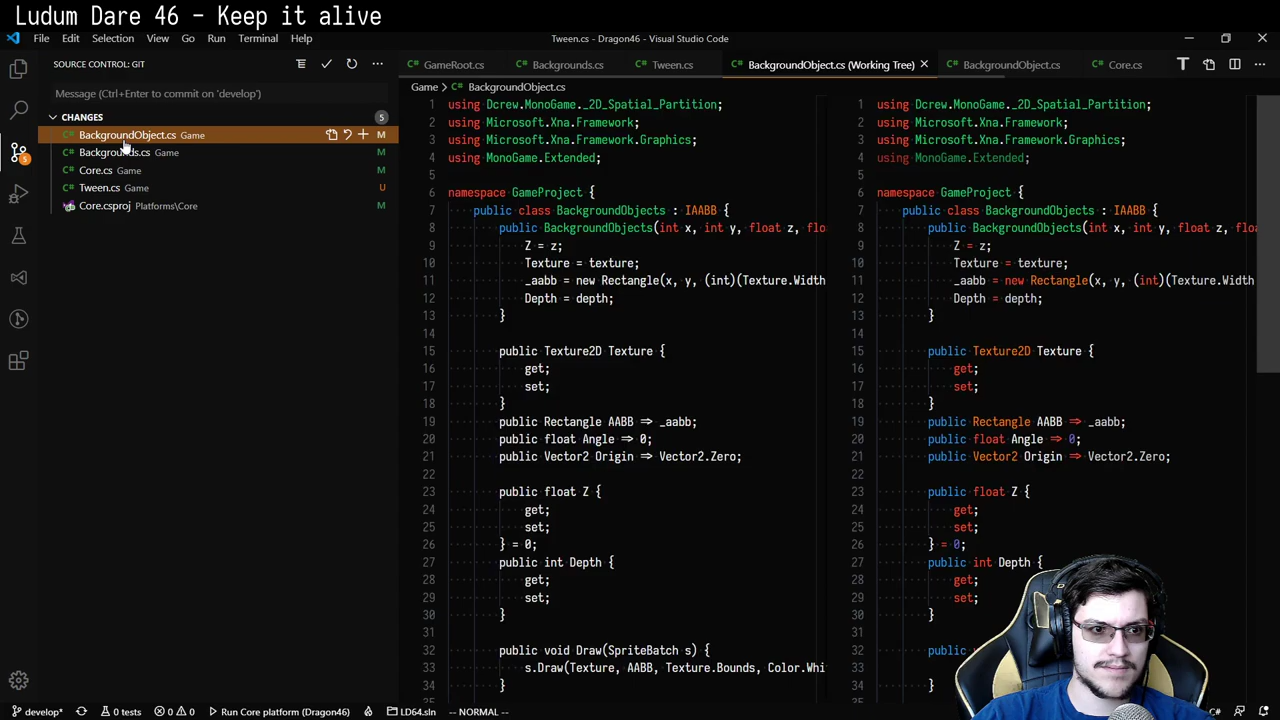 Ludum Dare 46 - Keep it alive
File Edit Selection View Go Run Terminal Help
Tween.cs - Dragon46 - Visual Studio Code
SOURCE CONTROL: GIT
Message (Ctrl+Enter to commit on 'develop')
CHANGES 5
C# BackgroundObject.cs Game M
C# Backgrounds.cs Game M
C# Core.cs Game M
C# Tween.cs Game U
Core.csproj Platforms\Core M
5
C# GameRoot.cs C# Backgrounds.cs C# Tween.cs C# BackgroundObject.cs (Working Tree) C# BackgroundObject.cs C# Core.cs
Game > C# BackgroundObject.cs
1 using Dcrew.MonoGame._2D_Spatial_Partition;
2 using Microsoft.Xna.Framework;
3 using Microsoft.Xna.Framework.Graphics;
4 using MonoGame.Extended;
5
6 namespace GameProject {
7 public class BackgroundObjects : IAABB {
8 public BackgroundObjects(int x, int y, float z, flo
9 Z = z;
10 Texture = texture;
11 _aabb = new Rectangle(x, y, (int)(Texture.Width
12 Depth = depth;
13 }
14
15 public Texture2D Texture {
16 get;
17 set;
18 }
19 public Rectangle AABB => _aabb;
20 public float Angle => 0;
21 public Vector2 Origin => Vector2.Zero;
22
23 public float Z {
24 get;
25 set;
26 } = 0;
27 public int Depth {
28 get;
29 set;
30 }
31
32 public void Draw(SpriteBatch s) {
33 s.Draw(Texture, AABB, Texture.Bounds, Color.Whi
34 }
1 using Dcrew.MonoGame._2D_Spatial_Partition;
2 using Microsoft.Xna.Framework;
3 using Microsoft.Xna.Framework.Graphics;
4 using MonoGame.Extended;
5
6 namespace GameProject {
7 public class BackgroundObjects : IAABB {
8 public BackgroundObjects(int x, int y, float z, floa
9 Z = z;
10 Texture = texture;
11 _aabb = new Rectangle(x, y, (int)(Texture.Width
12 Depth = depth;
13 }
14
15 public Texture2D Texture {
16 get;
17 set;
18 }
19 public Rectangle AABB => _aabb;
20 public float Angle => 0;
21 public Vector2 Origin => Vector2.Zero;
22
23 public float Z {
24 get;
25 set;
26 } = 0;
27 public int Depth {
28 get;
29 set;
30 }
31
32
33
34 }
develop* 0 tests 0 0 Run Core platform (Dragon46) LD64.sln -- NORMAL -- C#